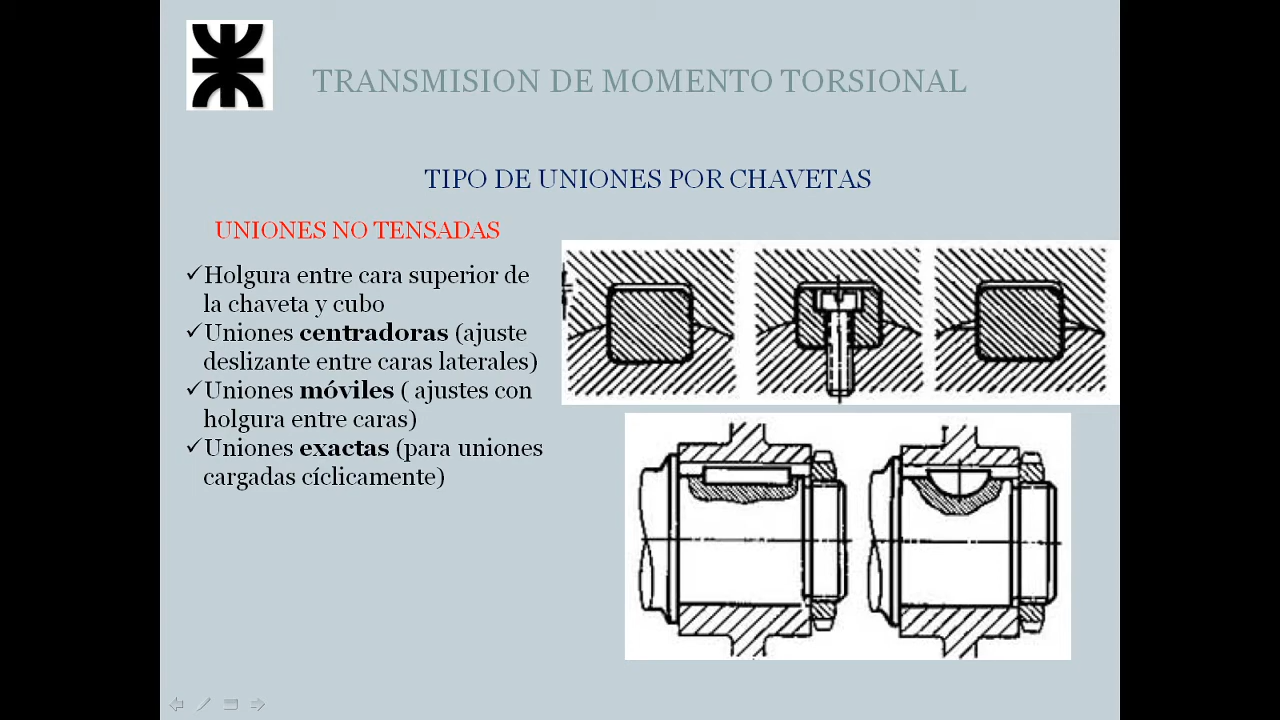 TRANSMISION DE MOMENTO TORSIONAL
TIPO DE UNIONES POR CHAVETAS
UNIONES NO TENSADAS
✓Holgura entre cara superior de
la chaveta y cubo
✓Uniones centradoras (ajuste
deslizante entre caras laterales)
✓Uniones móviles ( ajustes con
holgura entre caras)
✓Uniones exactas (para uniones
cargadas cíclicamente)